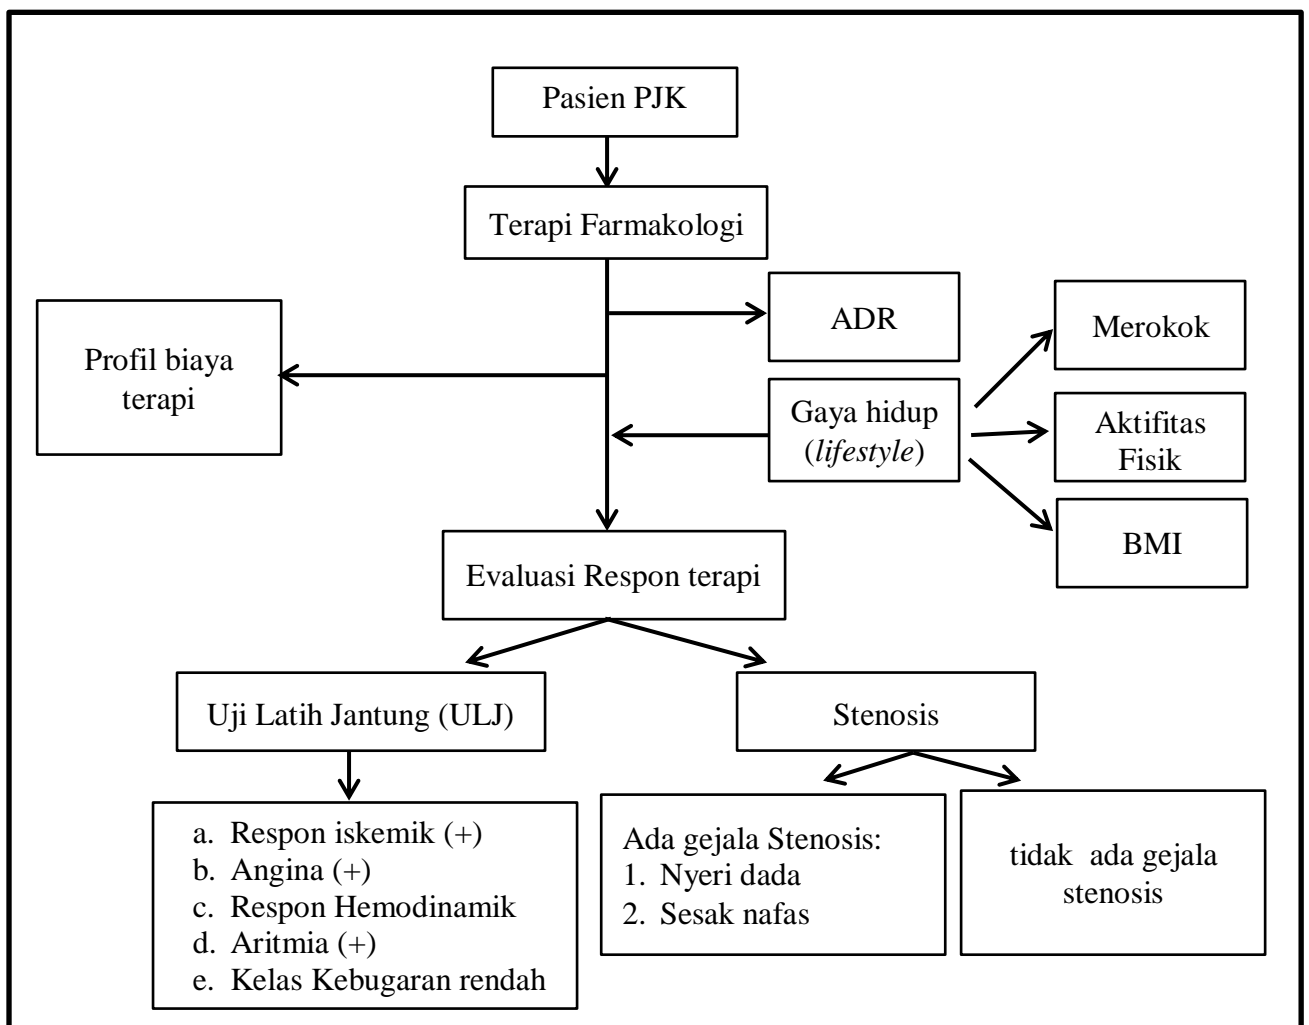 Pasien PJK
Terapi Farmakologi
ADR
Merokok
Profil biaya
terapi
Gaya hidup
(lifestyle)
Aktifitas
Fisik
BMI
Evaluasi Respon terapi
Uji Latih Jantung (ULJ)
Stenosis
a. Respon iskemik (+)
b. Angina (+)
c. Respon Hemodinamik
d. Aritmia (+)
e. Kelas Kebugaran rendah
Ada gejala Stenosis:
1. Nyeri dada
2. Sesak nafas
tidak ada gejala
stenosis